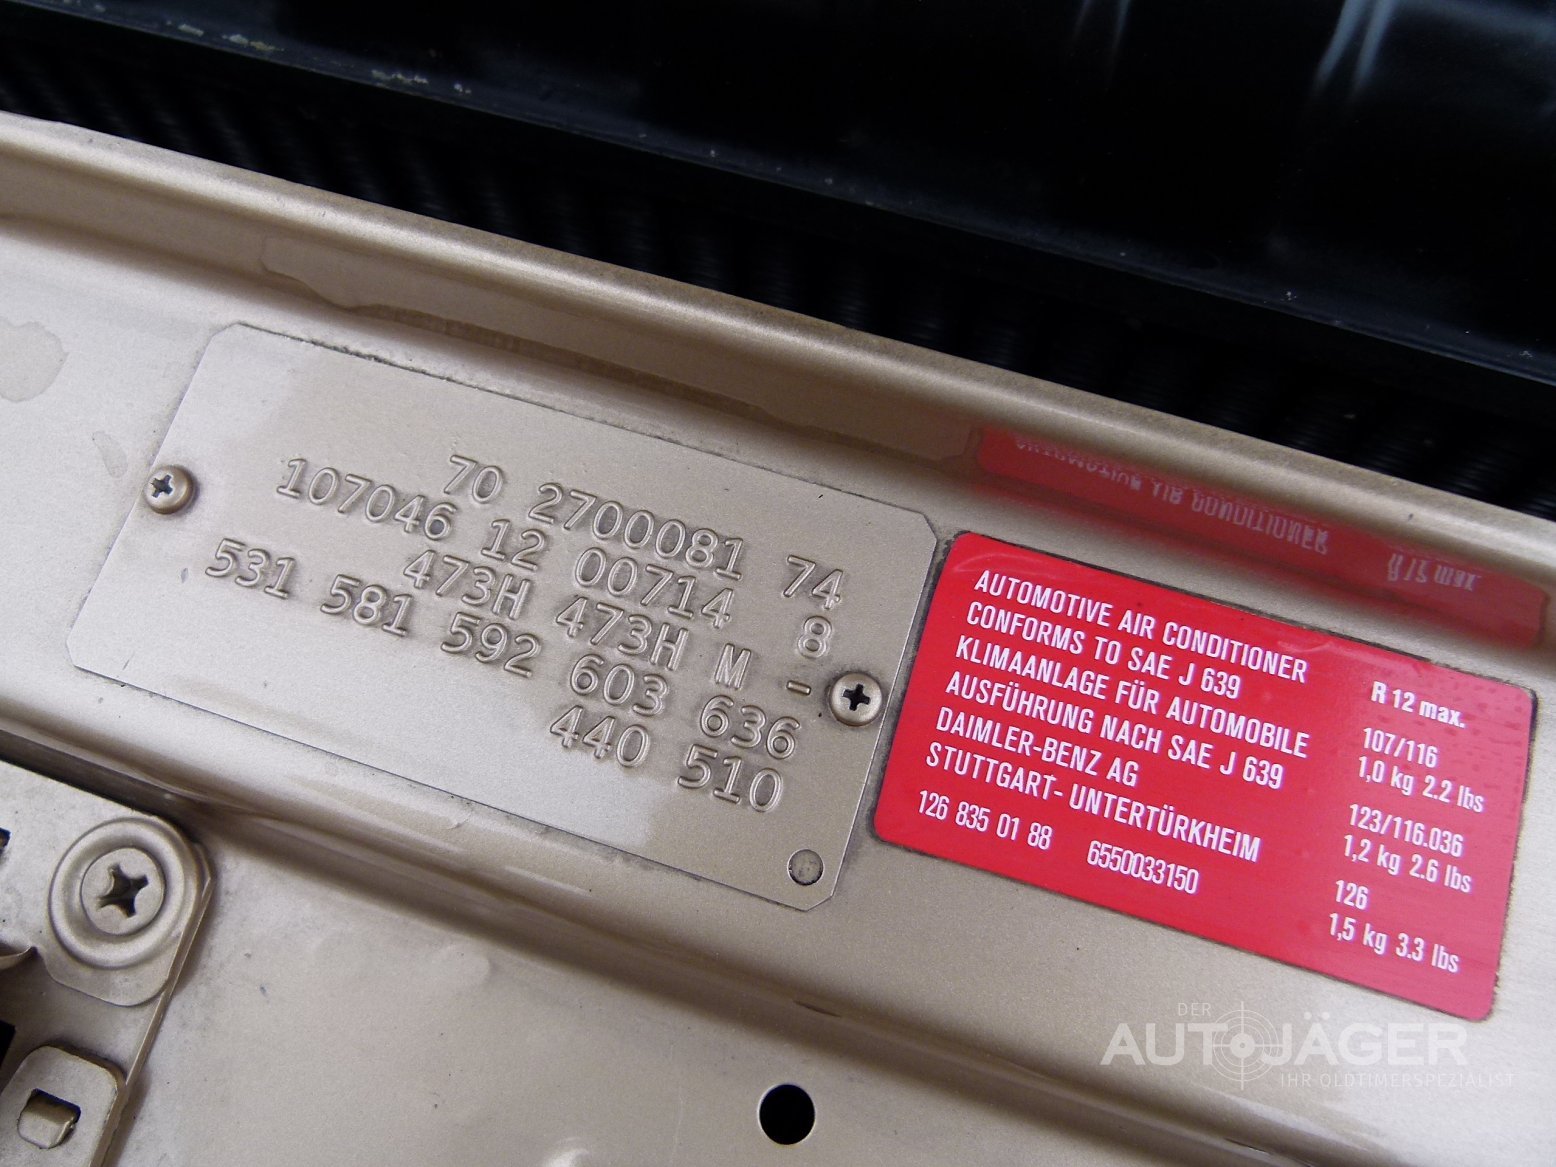 70 2700081 74
107046 12 00714 8
473H 473H M -
531 581 592 603 636
440 510
AUTOMOTIVE AIR CONDITIONER
CONFORMS TO SAE J 639
KLIMAANLAGE FÜR AUTOMOBILE
AUSFÜHRUNG NACH SAE J 639
DAIMLER-BENZ AG
STUTTGART- UNTERTÜRKHEIM
126 835 01 88 6550033150
R 12 max.
107/116
1,0 kg 2.2 lbs
123/116.036
1,2 kg 2.6 lbs
126
1,5 kg 3.3 lbs
DER
AUTOJÄGER
IHR OLDTIMERSPEZIALIST